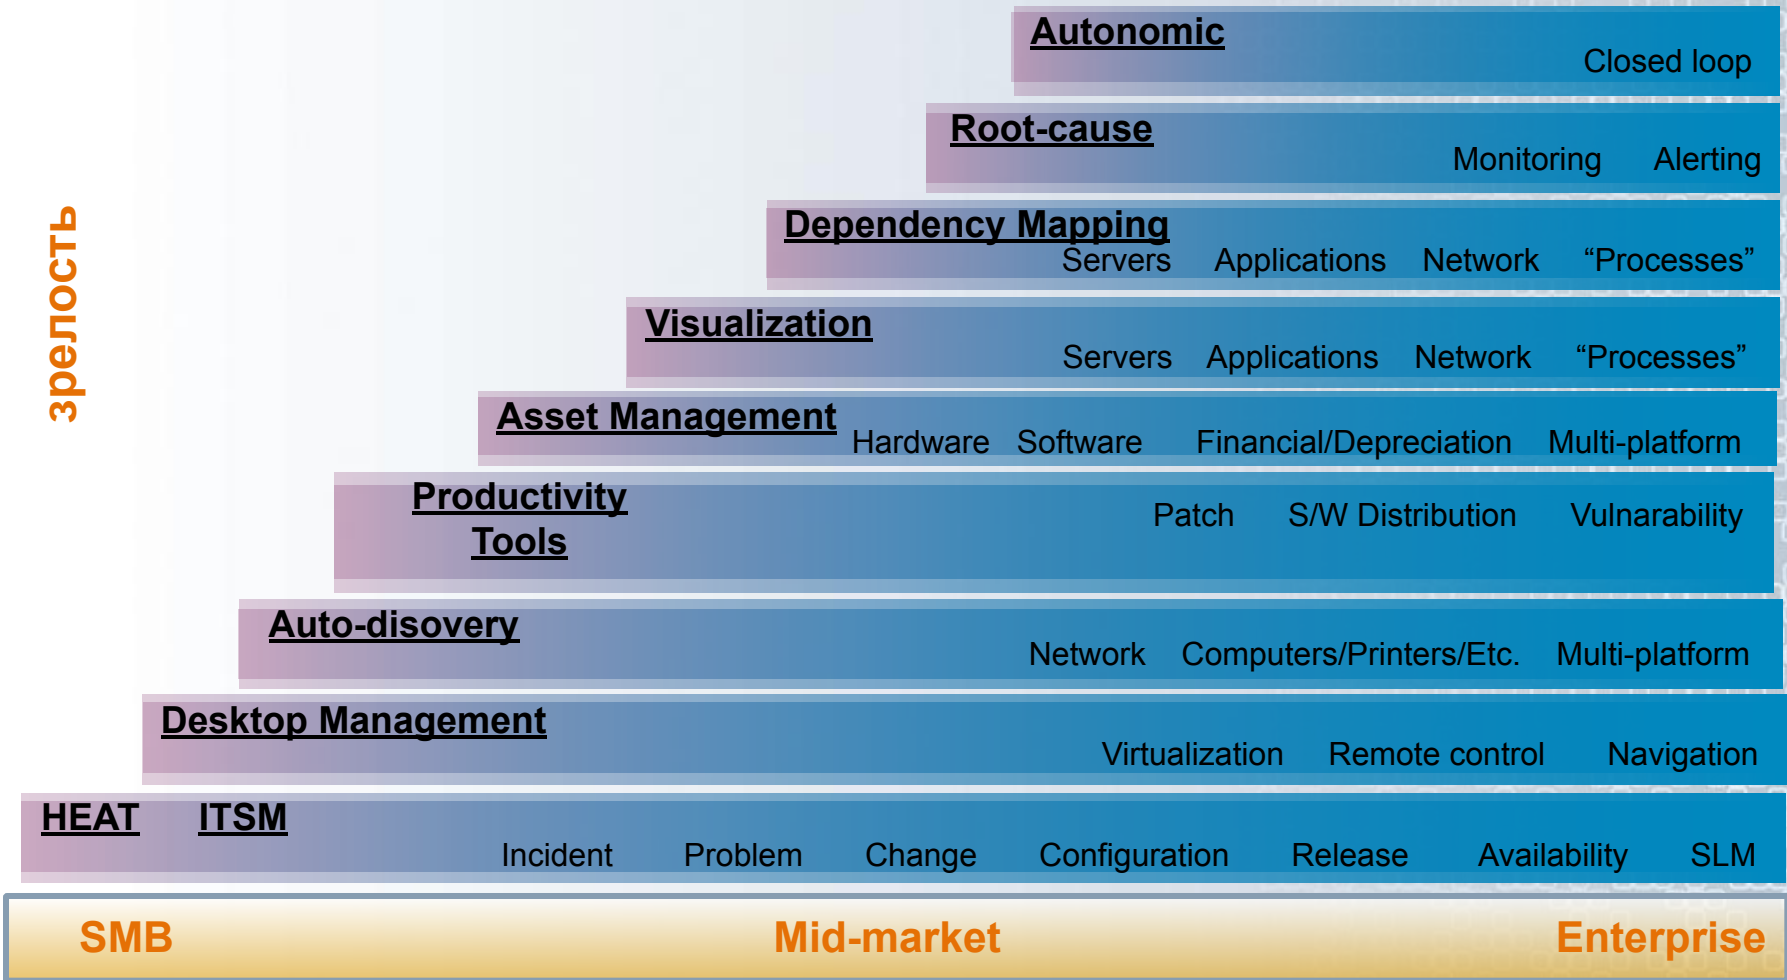 Autonomic
Closed loop
Root-cause
Monitoring Alerting
Dependency Mapping
Servers Applications Network “Processes”
Visualization
Servers Applications Network “Processes”
Asset Management
Hardware Software Financial/Depreciation Multi-platform
Productivity
Tools
Patch S/W Distribution Vulnarability
Auto-disovery
Network Computers/Printers/Etc. Multi-platform
Desktop Management
Virtualization Remote control Navigation
HEAT ITSM
Incident Problem Change Configuration Release Availability SLM
SMB Mid-market Enterprise
зрелость